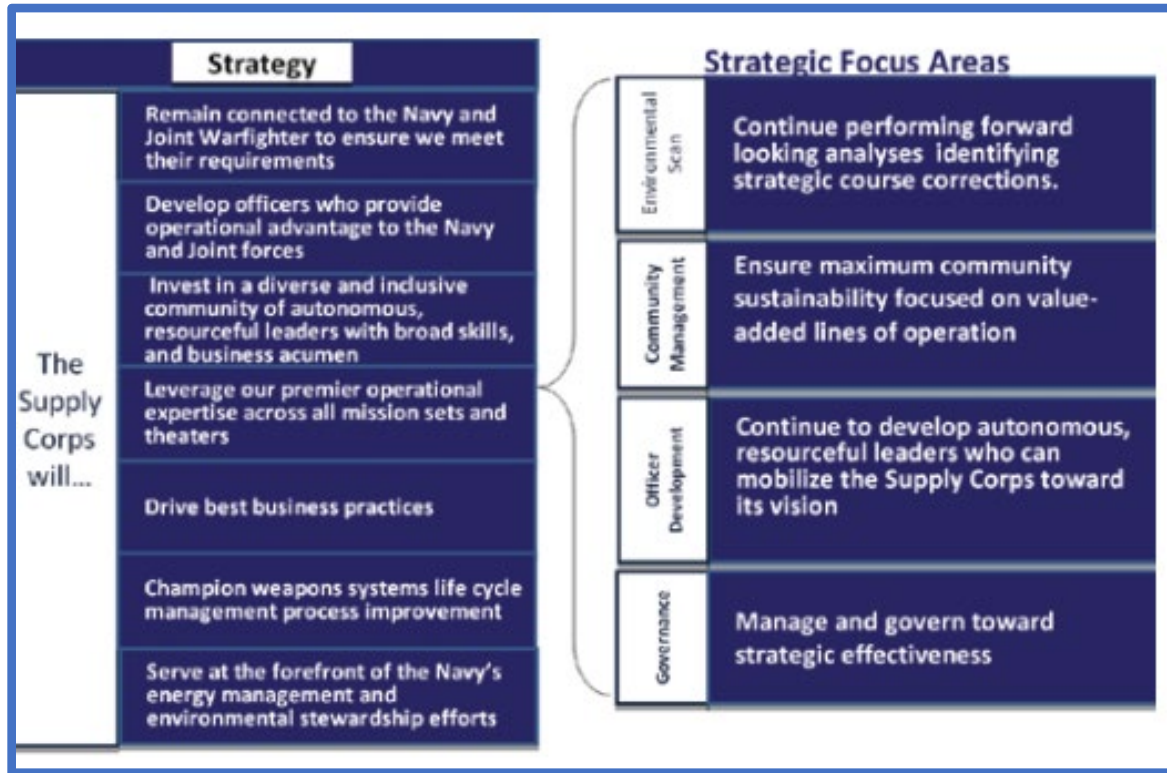 Strategy
The
Supply
Corps
will...
Remain connected to the Navy and
Joint Warfighter to ensure we meet
their requirements
Develop officers who provide
operational advantage to the Navy
and Joint forces
Invest in a diverse and inclusive
community of autonomous,
resourceful leaders with broad skills,
and business acumen
Leverage our premier operational
expertise across all mission sets and
theaters
Drive best business practices
Champion weapons systems life cycle
management process improvement
Serve at the forefront of the Navy's
energy management and
environmental stewardship efforts
Strategic Focus Areas
Environmental
Scan
Continue performing forward
looking analyses identifying
strategic course corrections.
Community
Management
Ensure maximum community
sustainability focused on value-
added lines of operation
Officer
Development
Continue to develop autonomous,
resourceful leaders who can
mobilize the Supply Corps toward
its vision
Governance
Manage and govern toward
strategic effectiveness